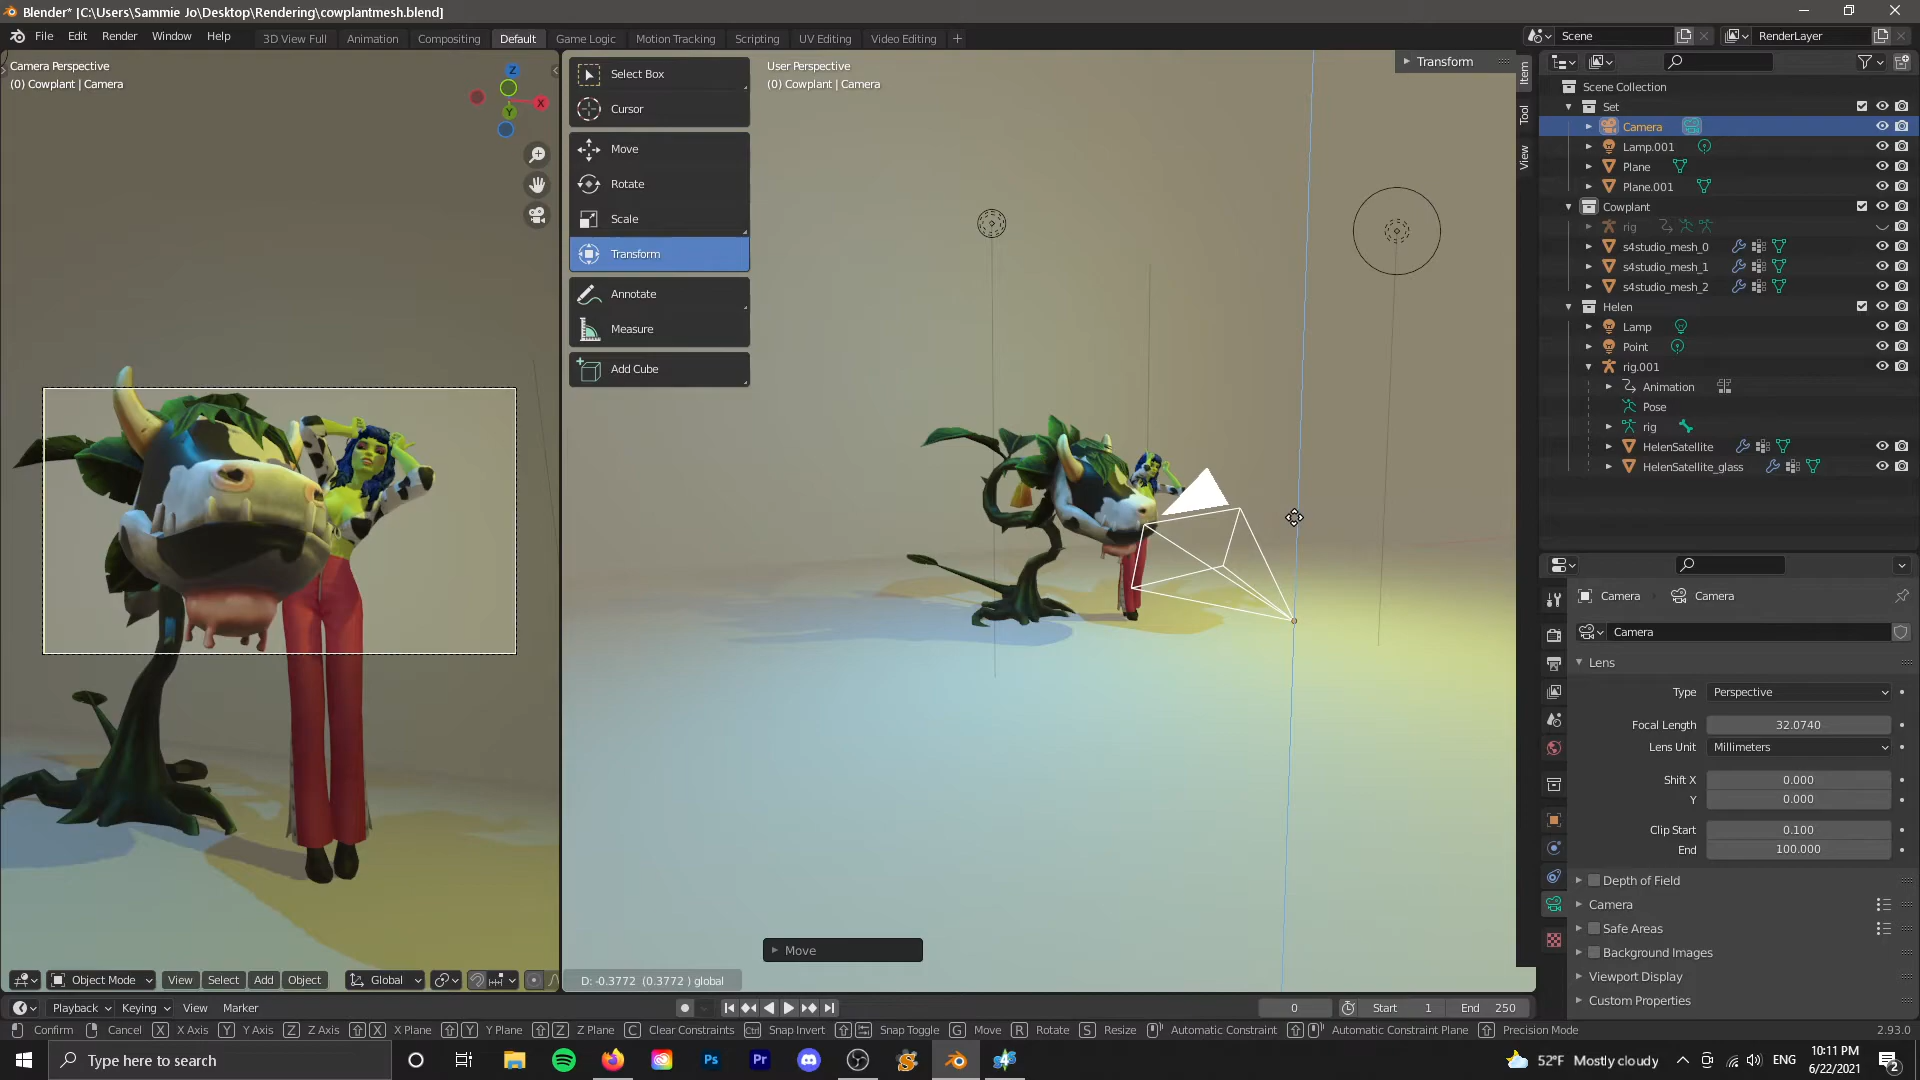 Blender* [C:\Users\Sammie Jo\Desktop\Rendering\cowplantmesh.blend]
File Edit Render Window Help
3D View Full Animation Compositing Default Game Logic Motion Tracking Scripting UV Editing Video Editing +
Scene
RenderLayer
Camera Perspective
(0) Cowplant | Camera
Z
X
Y
Select Box
Cursor
Move
Rotate
Scale
Transform
Annotate
Measure
Add Cube
User Perspective
(0) Cowplant | Camera
Transform
Item
Tool
View
Scene Collection
Set
Camera
Lamp.001
Plane
Plane.001
Cowplant
rig
s4studio_mesh_0
s4studio_mesh_1
s4studio_mesh_2
Helen
Lamp
Point
rig.001
Animation
Pose
rig
HelenSatellite
HelenSatellite_glass
Camera Camera
Camera
Lens
Type Perspective
Focal Length 32.0740
Lens Unit Millimeters
Shift X 0.000
Y 0.000
Clip Start 0.100
End 100.000
Depth of Field
Camera
Safe Areas
Background Images
Viewport Display
Custom Properties
Move
Object Mode View Select Add Object Global
D: -0.3772 (0.3772 ) global
Playback Keying View Marker
0 Start 1 End 250
Confirm Cancel X X Axis Y Y Axis Z Z Axis X X Plane Y Y Plane Z Z Plane C Clear Constraints Ctrl Snap Invert Snap Toggle G Move R Rotate S Resize Automatic Constraint Automatic Constraint Plane Precision Mode 2.93.0
Type here to search
Ps
Pr
52°F Mostly cloudy
ENG
10:11 PM
6/22/2021
2